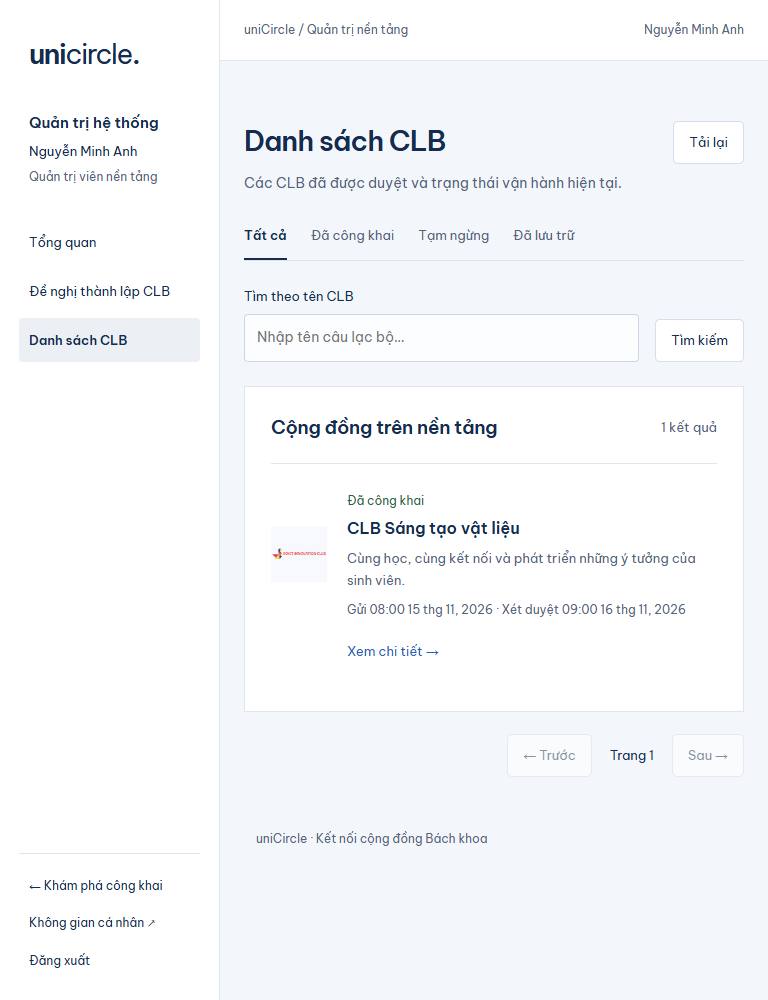 unicircle.
Quản trị hệ thống
Nguyễn Minh Anh
Quản trị viên nền tảng
Tổng quan
Đề nghị thành lập CLB
Danh sách CLB
← Khám phá công khai
Không gian cá nhân ↗
Đăng xuất
uniCircle / Quản trị nền tảng
Nguyễn Minh Anh
Danh sách CLB
Tải lại
Các CLB đã được duyệt và trạng thái vận hành hiện tại.
Tất cả
Đã công khai
Tạm ngừng
Đã lưu trữ
Tìm theo tên CLB
Nhập tên câu lạc bộ...
Tìm kiếm
Cộng đồng trên nền tảng
1 kết quả
Đã công khai
CLB Sáng tạo vật liệu
Cùng học, cùng kết nối và phát triển những ý tưởng của
sinh viên.
Gửi 08:00 15 thg 11, 2026 · Xét duyệt 09:00 16 thg 11, 2026
Xem chi tiết →
← Trước
Trang 1
Sau →
uniCircle · Kết nối cộng đồng Bách khoa